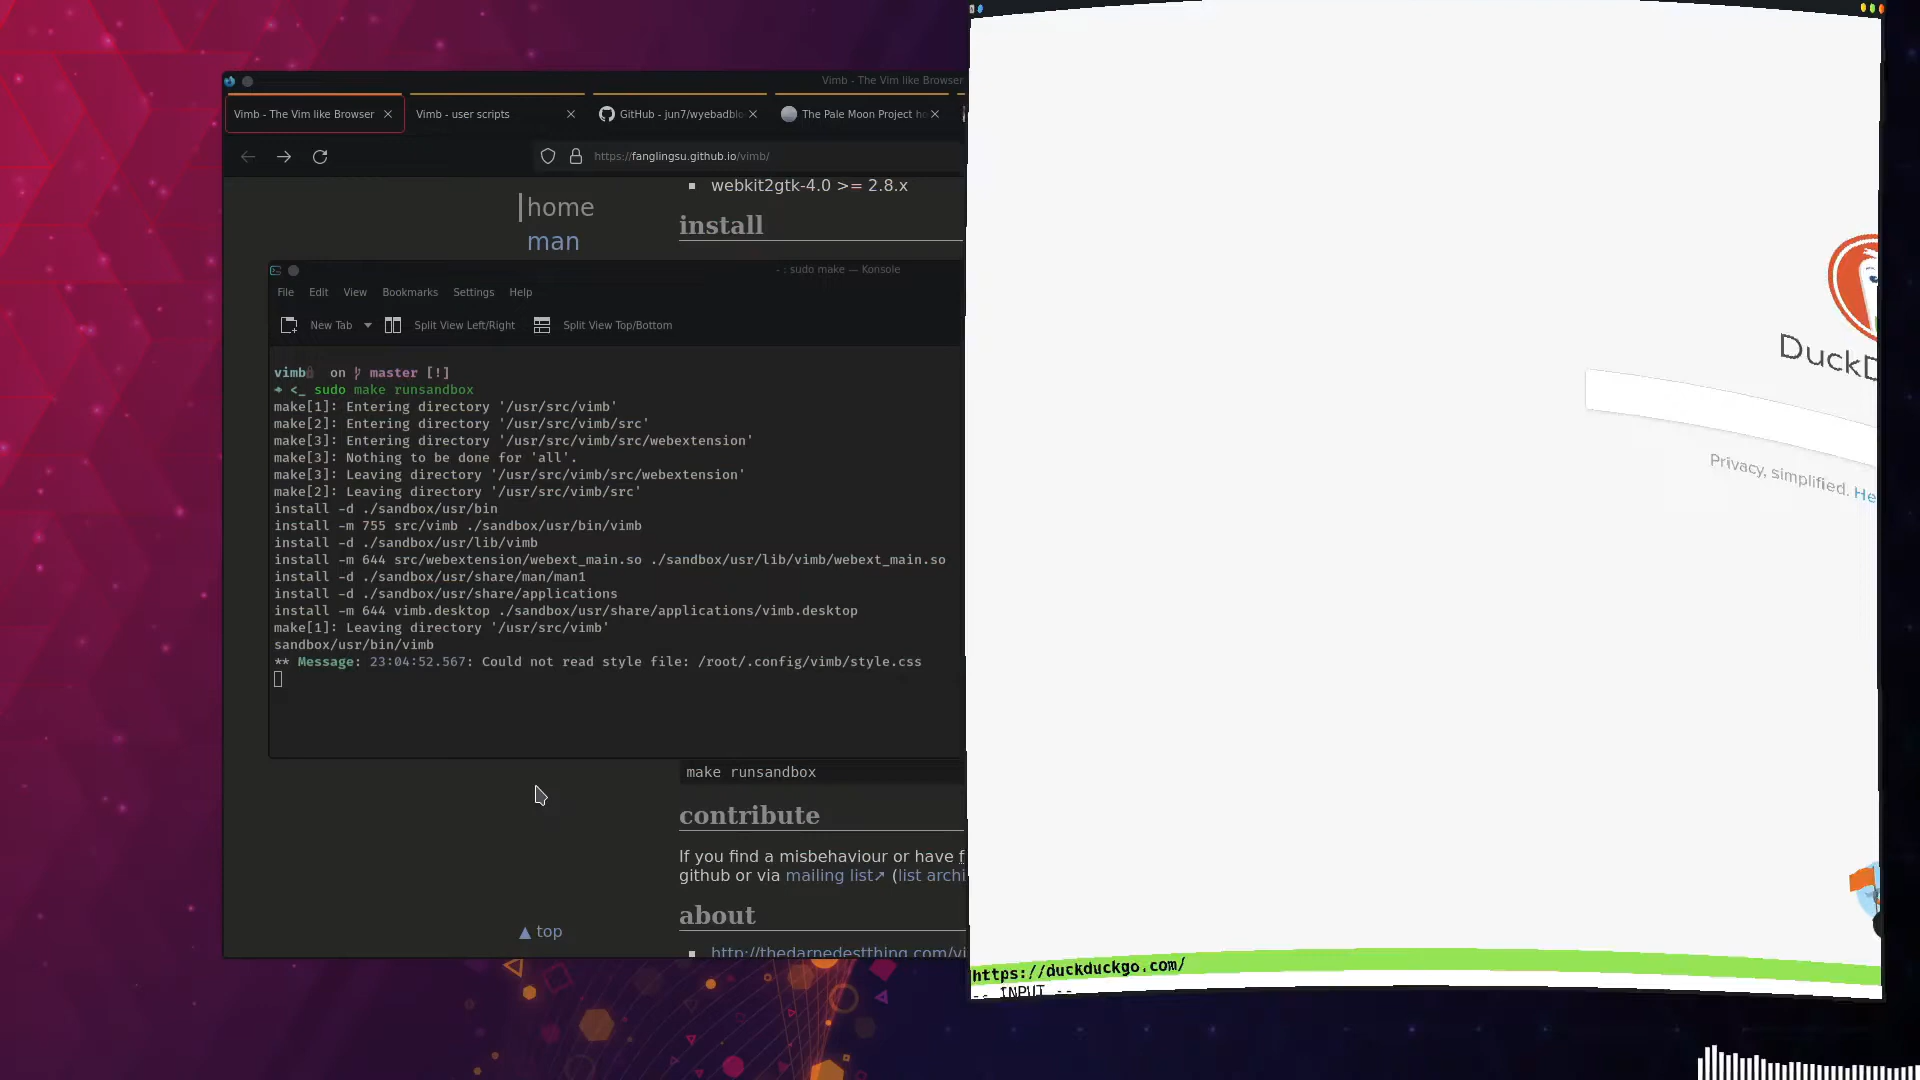 Vimb - The Vim like Browser
Vimb - The Vim like Browser
Vimb - user scripts
GitHub - jun7/wyebadblo
The Pale Moon Project ho
https://fanglingsu.github.io/vimb/
▪ webkit2gtk-4.0 >= 2.8.x
home
install
man
- : sudo make — Konsole
File Edit View Bookmarks Settings Help
New Tab Split View Left/Right Split View Top/Bottom
vimb on master [!]
➜ <_ sudo make runsandbox
make[1]: Entering directory '/usr/src/vimb'
make[2]: Entering directory '/usr/src/vimb/src'
make[3]: Entering directory '/usr/src/vimb/src/webextension'
make[3]: Nothing to be done for 'all'.
make[3]: Leaving directory '/usr/src/vimb/src/webextension'
make[2]: Leaving directory '/usr/src/vimb/src'
install -d ./sandbox/usr/bin
install -m 755 src/vimb ./sandbox/usr/bin/vimb
install -d ./sandbox/usr/lib/vimb
install -m 644 src/webextension/webext_main.so ./sandbox/usr/lib/vimb/webext_main.so
install -d ./sandbox/usr/share/man/man1
install -d ./sandbox/usr/share/applications
install -m 644 vimb.desktop ./sandbox/usr/share/applications/vimb.desktop
make[1]: Leaving directory '/usr/src/vimb'
sandbox/usr/bin/vimb
** Message: 23:04:52.567: Could not read style file: /root/.config/vimb/style.css
make runsandbox
contribute
If you find a misbehaviour or have f
github or via mailing list↗ (list archi
about
▲ top
▪ http://thedarnedestthing.com/vi
DuckD
Privacy, simplified. He
https://duckduckgo.com/
-- INPUT --